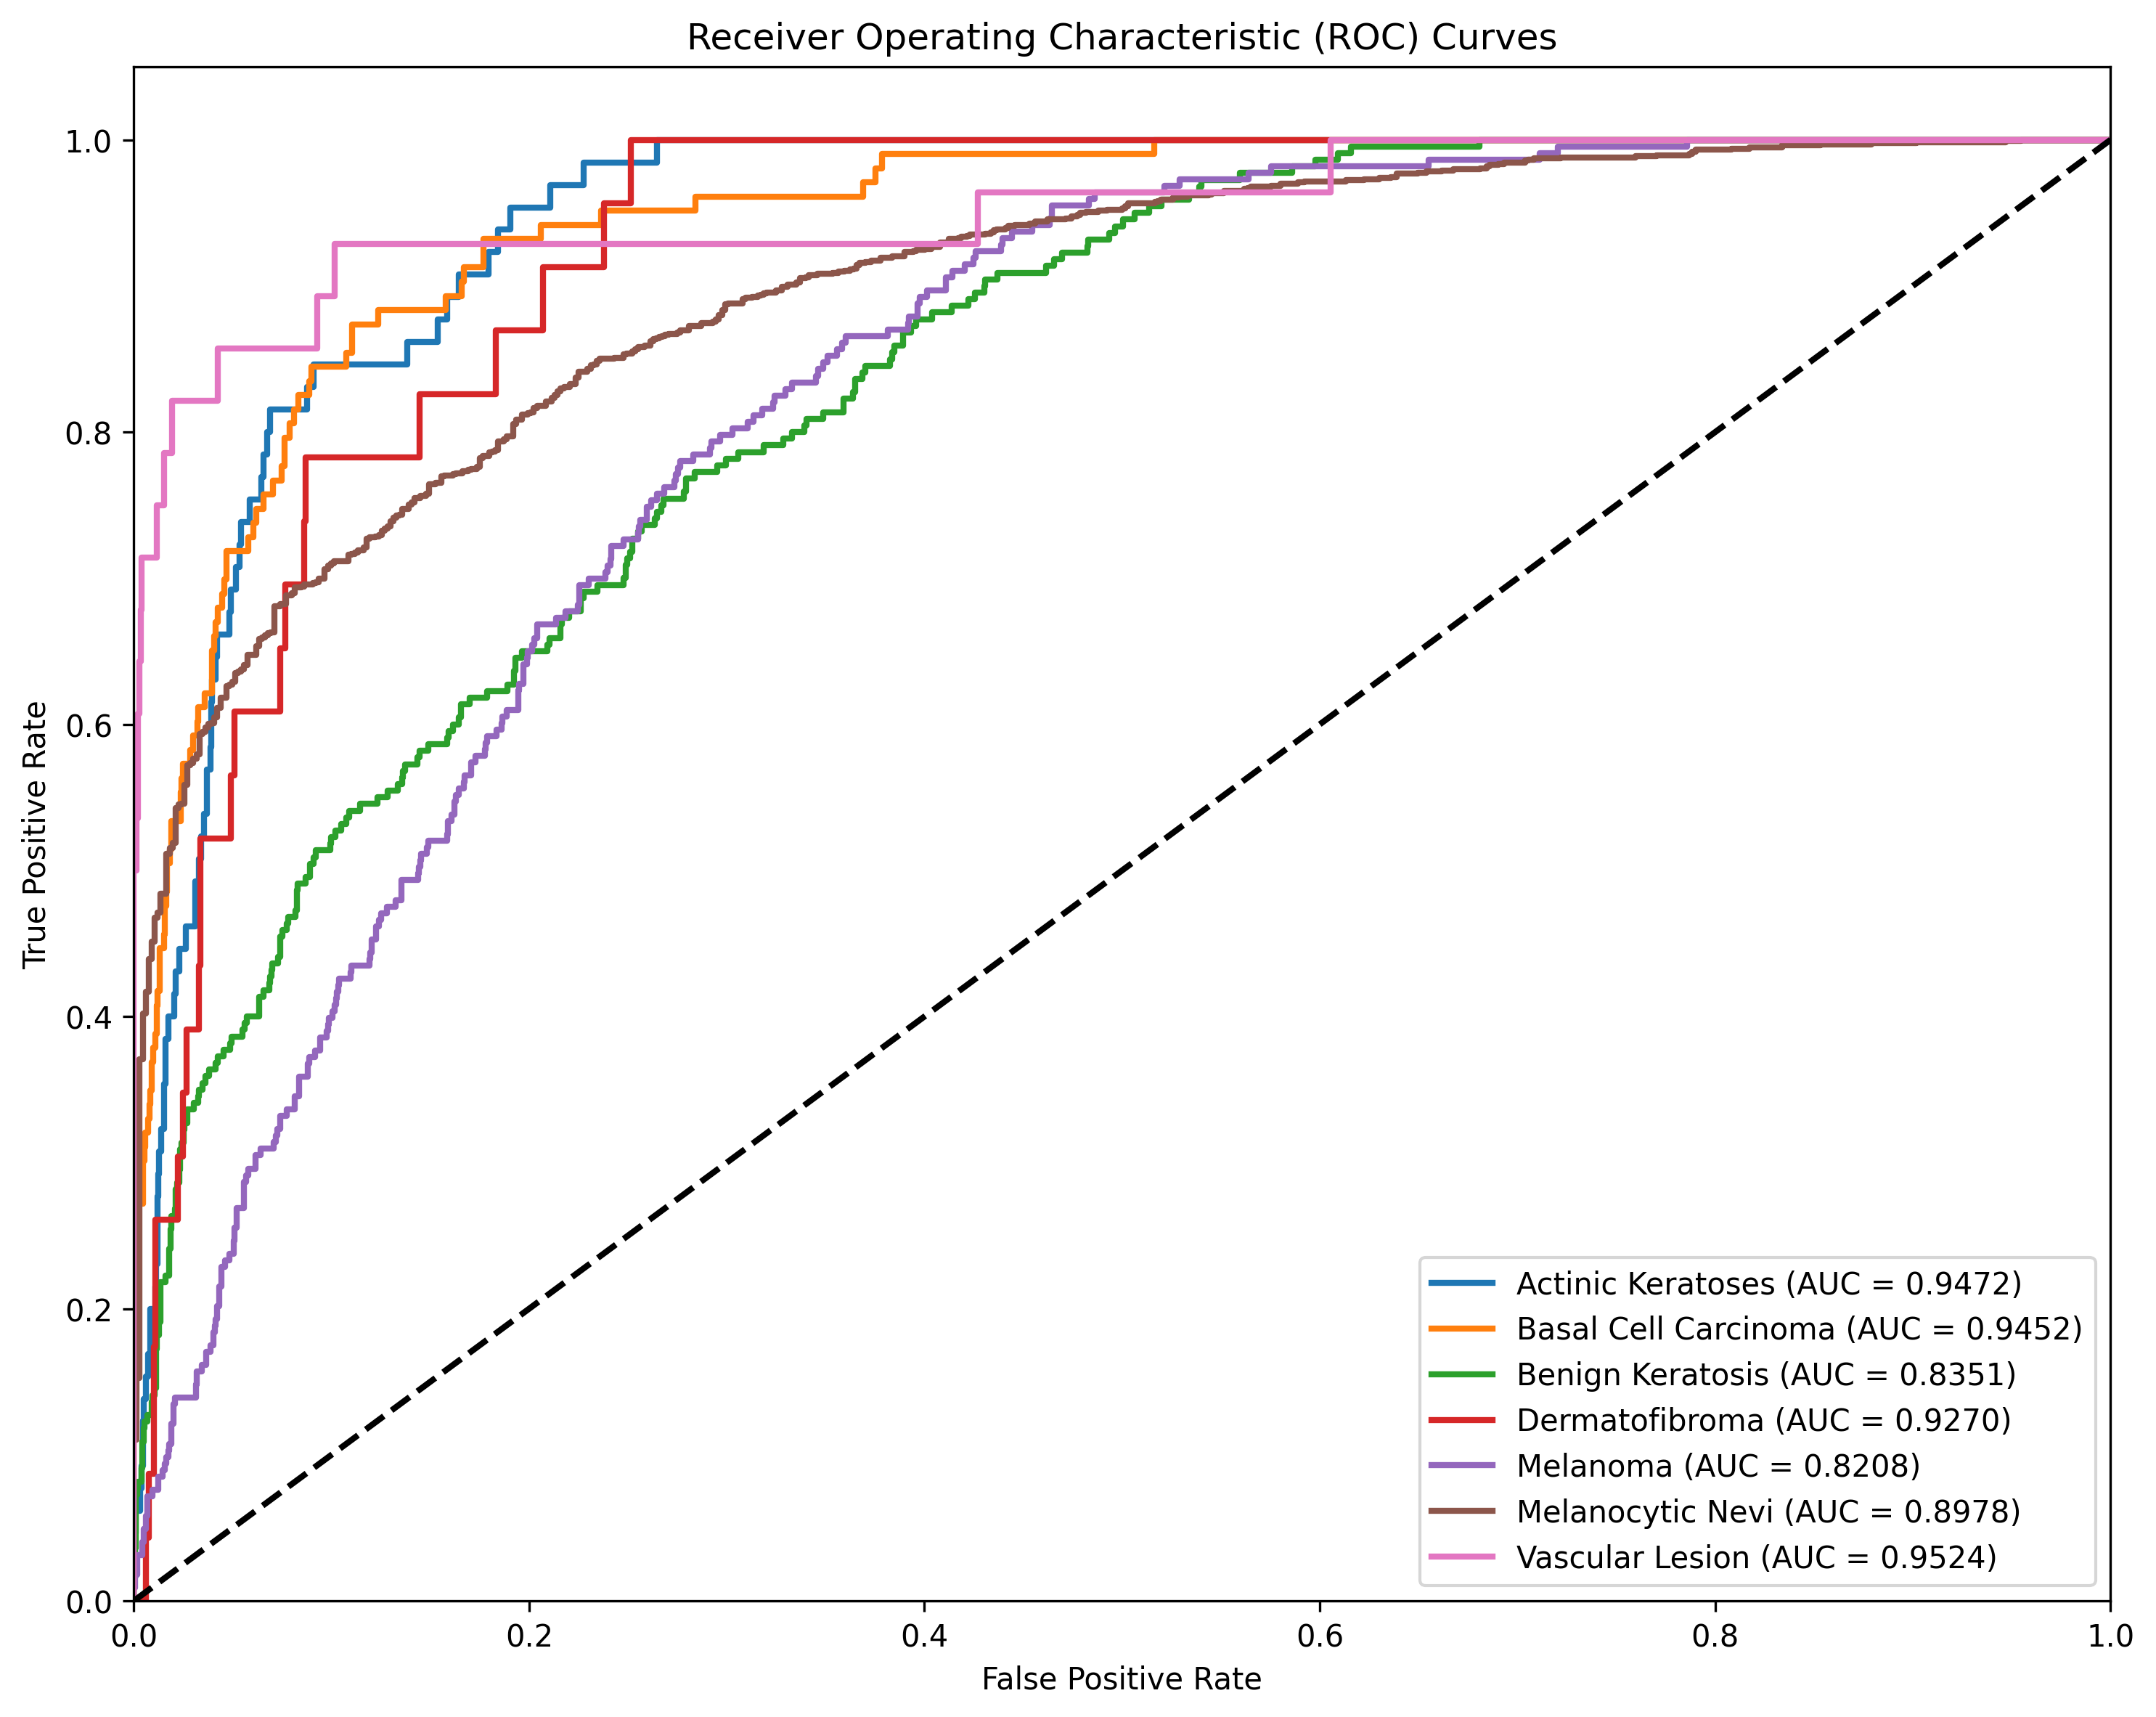 Receiver Operating Characteristic (ROC) Curves
True Positive Rate
1.0
0.8
0.6
0.4
0.2
0.0
Actinic Keratoses (AUC = 0.9472)
Basal Cell Carcinoma (AUC = 0.9452)
Benign Keratosis (AUC = 0.8351)
Dermatofibroma (AUC = 0.9270)
Melanoma (AUC = 0.8208)
Melanocytic Nevi (AUC = 0.8978)
Vascular Lesion (AUC = 0.9524)
0.0 0.2 0.4 0.6 0.8 1.0
False Positive Rate